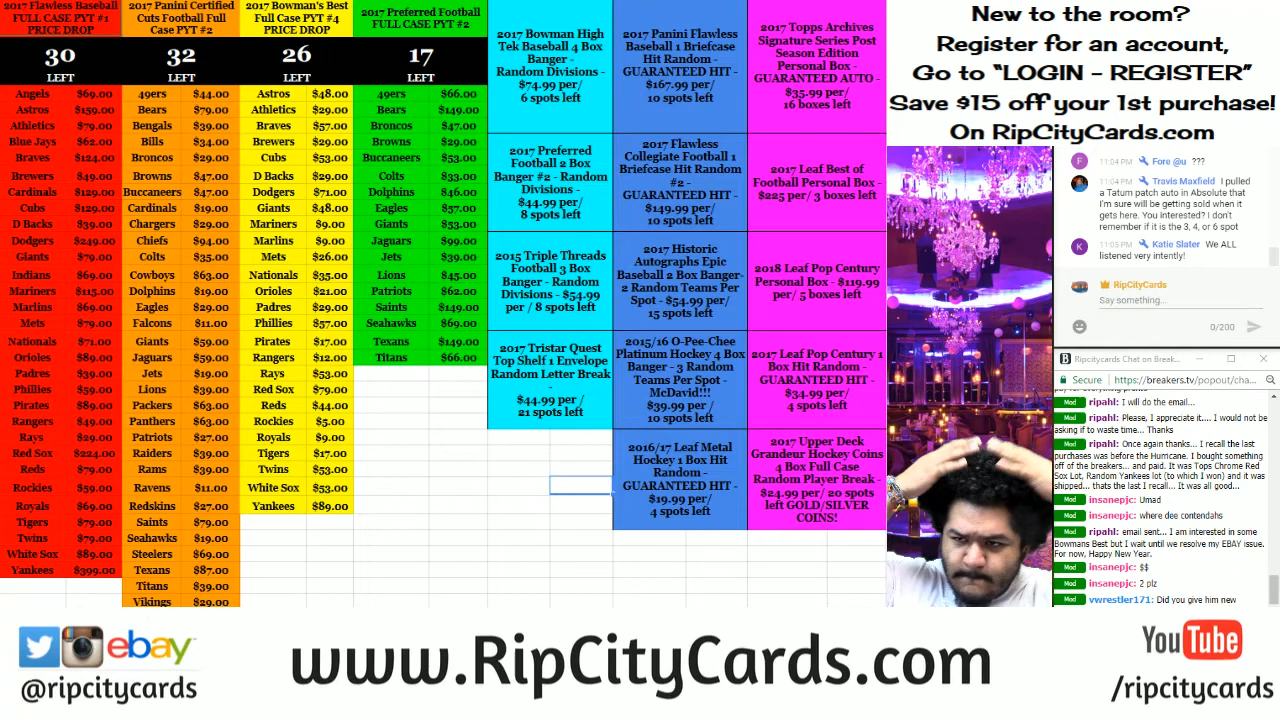 2017 Flawless Baseball
FULL CASE PYT #1
PRICE DROP
30
LEFT
Angels $69.00
Astros $159.00
Athletics $79.00
Blue Jays $62.00
Braves $124.00
Brewers $49.00
Cardinals $129.00
Cubs $129.00
D Backs $39.00
Dodgers $249.00
Giants $79.00
Indians $69.00
Mariners $115.00
Marlins $69.00
Mets $79.00
Nationals $71.00
Orioles $89.00
Padres $39.00
Phillies $59.00
Pirates $89.00
Rangers $49.00
Rays $29.00
Red Sox $224.00
Reds $79.00
Rockies $59.00
Royals $69.00
Tigers $79.00
Twins $79.00
White Sox $89.00
Yankees $399.00
2017 Panini Certified
Cuts Football Full
Case PYT #2
32
LEFT
49ers $44.00
Bears $79.00
Bengals $39.00
Bills $34.00
Broncos $29.00
Browns $47.00
Buccaneers $47.00
Cardinals $19.00
Chargers $29.00
Chiefs $94.00
Colts $35.00
Cowboys $63.00
Dolphins $19.00
Eagles $29.00
Falcons $11.00
Giants $59.00
Jaguars $59.00
Jets $19.00
Lions $39.00
Packers $63.00
Panthers $63.00
Patriots $27.00
Raiders $39.00
Rams $39.00
Ravens $11.00
Redskins $27.00
Saints $79.00
Seahawks $19.00
Steelers $69.00
Texans $87.00
Titans $39.00
Vikings $29.00
2017 Bowman's Best
Full Case PYT #4
PRICE DROP
26
LEFT
Astros $48.00
Athletics $29.00
Braves $57.00
Brewers $29.00
Cubs $53.00
D Backs $29.00
Dodgers $71.00
Giants $48.00
Mariners $9.00
Marlins $9.00
Mets $26.00
Nationals $35.00
Orioles $21.00
Padres $29.00
Phillies $57.00
Pirates $17.00
Rangers $12.00
Rays $53.00
Red Sox $79.00
Reds $44.00
Rockies $5.00
Royals $9.00
Tigers $17.00
Twins $53.00
White Sox $53.00
Yankees $89.00
2017 Preferred Football
FULL CASE PYT #2
17
LEFT
49ers $66.00
Bears $149.00
Broncos $47.00
Browns $29.00
Buccaneers $53.00
Colts $33.00
Dolphins $46.00
Eagles $57.00
Giants $53.00
Jaguars $99.00
Jets $39.00
Lions $45.00
Patriots $62.00
Saints $149.00
Seahawks $69.00
Texans $149.00
Titans $66.00
2017 Bowman High
Tek Baseball 4 Box
Banger -
Random Divisions -
$74.99 per/
6 spots left
2017 Preferred
Football 2 Box
Banger #2 - Random
Divisions -
$44.99 per/
8 spots left
2015 Triple Threads
Football 3 Box
Banger - Random
Divisions - $54.99
per / 8 spots left
2017 Tristar Quest
Top Shelf 1 Envelope
Random Letter Break
-
$44.99 per /
21 spots left
2017 Panini Flawless
Baseball 1 Briefcase
Hit Random -
GUARANTEED HIT -
$167.99 per/
10 spots left
2017 Flawless
Collegiate Football 1
Briefcase Hit Random
#2 -
GUARANTEED HIT -
$149.99 per/
10 spots left
2017 Historic
Autographs Epic
Baseball 2 Box Banger-
2 Random Teams Per
Spot - $54.99 per/
15 spots left
2015/16 O-Pee-Chee
Platinum Hockey 4 Box
Banger - 3 Random
Teams Per Spot -
McDavid!!!
$39.99 per/
10 spots left
2016/17 Leaf Metal
Hockey 1 Box Hit
Random -
GUARANTEED HIT -
$19.99 per/
4 spots left
2017 Topps Archives
Signature Series Post
Season Edition
Personal Box -
GUARANTEED AUTO -
$35.99 per/
16 boxes left
2017 Leaf Best of
Football Personal Box -
$225 per/ 3 boxes left
2018 Leaf Pop Century
Personal Box - $119.99
per/ 5 boxes left
2017 Leaf Pop Century 1
Box Hit Random -
GUARANTEED HIT -
$34.99 per/
4 spots left
2017 Upper Deck
Grandeur Hockey Coins
4 Box Full Case
Random Player Break -
$24.99 per/ 20 spots
left GOLD/SILVER
COINS!
New to the room?
Register for an account,
Go to "LOGIN - REGISTER"
Save $15 off your 1st purchase!
On RipCityCards.com
F 11:04 PM Fore @u ???
11:04 PM Travis Maxfield I pulled
a Tatum patch auto in Absolute that
I'm sure will be getting sold when it
gets here. You interested? I don't
remember if it is the 3, 4, or 6 spot
K 11:05 PM Katie Slater We ALL
listened very intently!
RipCityCards
Say something...
0/200
Ripcitycards Chat on Break...
Secure https://breakers.tv/popout/cha...
Mod ripahl: I will do the email...
Mod ripahl: Please, I appreciate it.... I would not be
asking if to waste time... Thanks
Mod ripahl: Once again thanks... I recall the last
purchases was before the Hurricane. I bought something
off of the breakers... and paid. It was Tops Chrome Red
Sox Lot, Random Yankees lot (to which I won) and it was
shipped... thats the last I recall... It was all good...
Mod insanepjc: Umad
Mod insanepjc: where dee contendahs
Mod ripahl: email sent... I am interested in some
Bowmans Best but I wait until we resolve my EBAY issue.
For now, Happy New Year.
Mod insanepjc: $$
Mod insanepjc: 2 plz
Mod vwrestler171: Did you give him new
ebay™
@ripcitycards
www.RipCityCards.com
YouTube
/ripcitycards